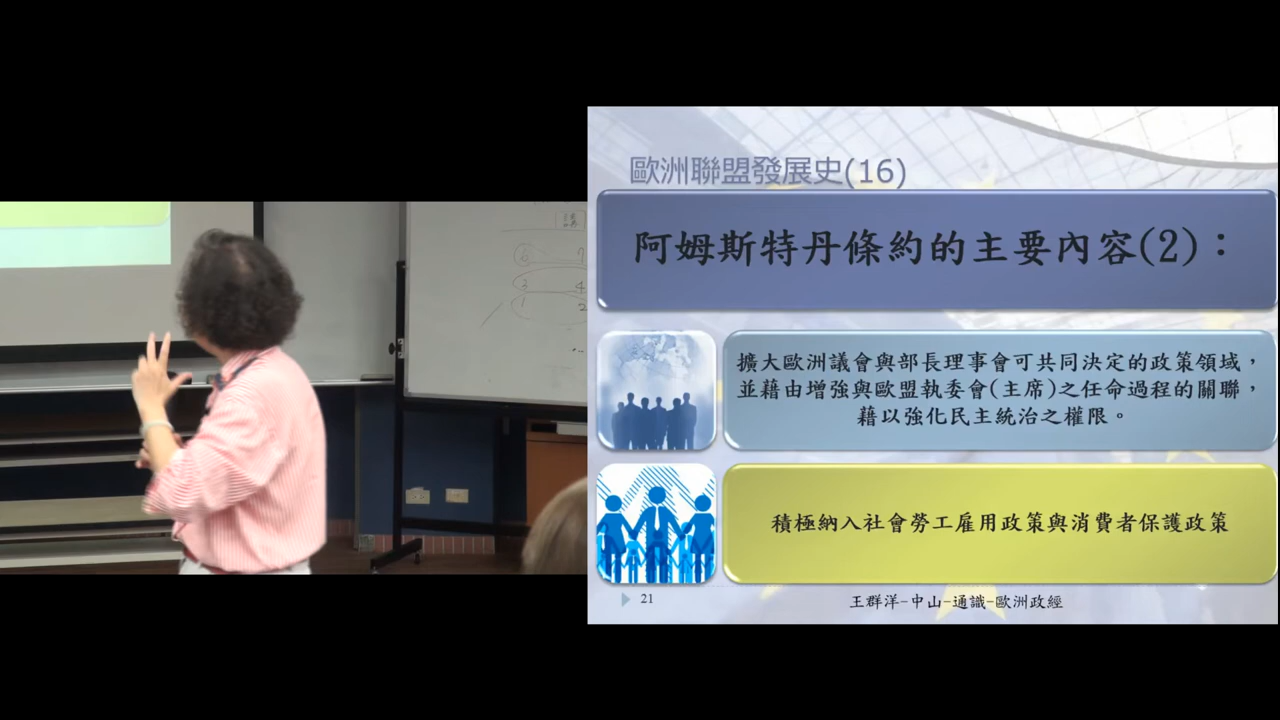 歐洲聯盟發展史(16)
阿姆斯特丹條約的主要內容(2)：
擴大歐洲議會與部長理事會可共同決定的政策領域，
並藉由增強與歐盟執委會(主席)之任命過程的關聯，
藉以強化民主統治之權限。
積極納入社會勞工雇用政策與消費者保護政策
21
王群洋-中山-通識-歐洲政經